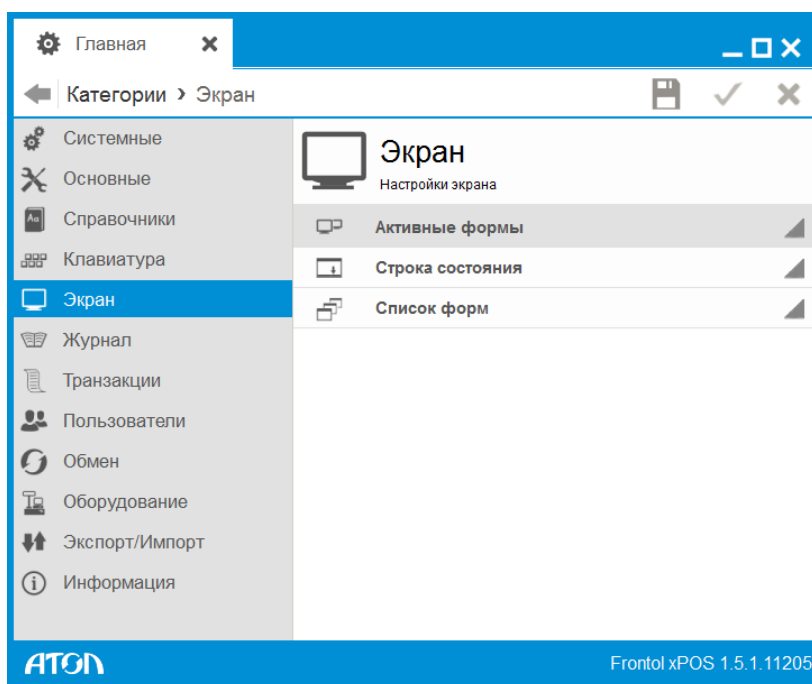 Главная
Категории › Экран
Системные
Основные
Справочники
Клавиатура
Экран
Журнал
Транзакции
Пользователи
Обмен
Оборудование
Экспорт/Импорт
Информация
Экран
Настройки экрана
Активные формы
Строка состояния
Список форм
АТОЛ
Frontol xPOS 1.5.1.11205